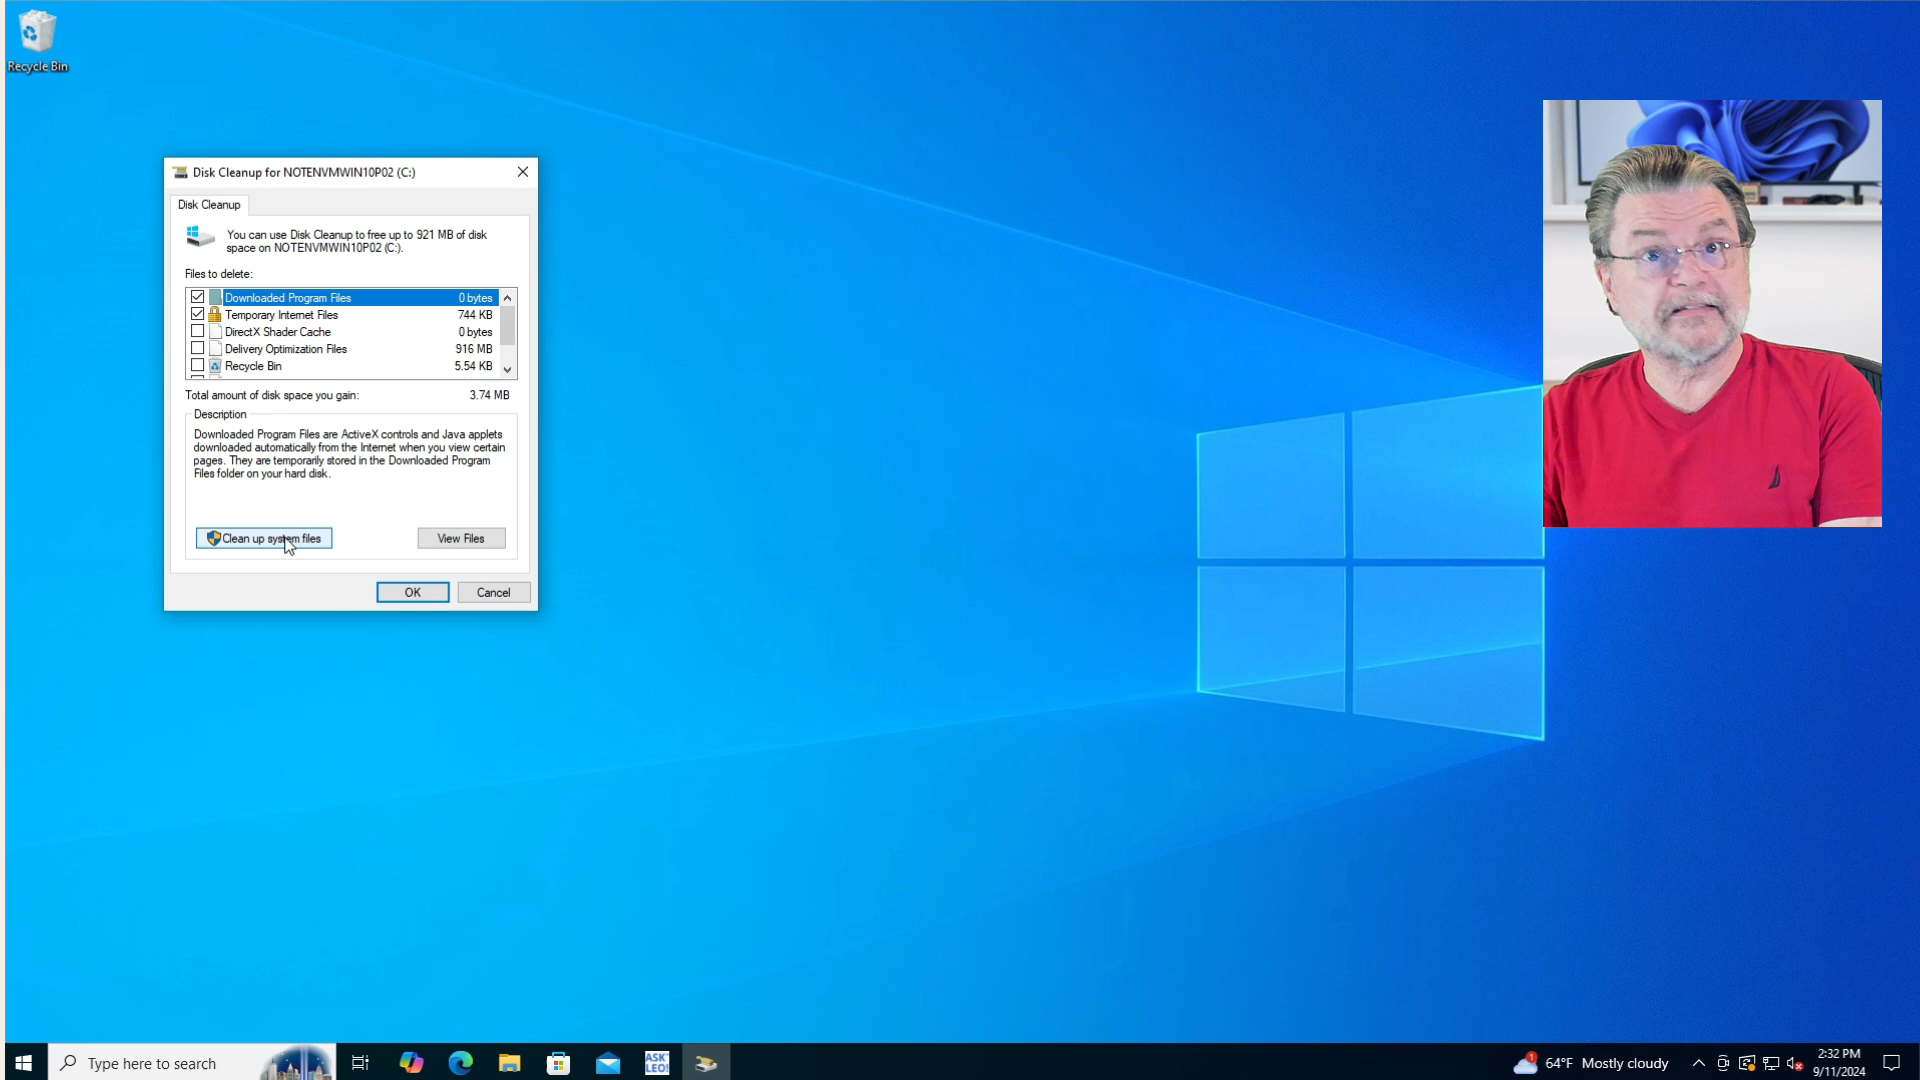 Recycle Bin
Disk Cleanup for NOTENVMWIN10P02 (C:)
Disk Cleanup
You can use Disk Cleanup to free up to 921 MB of disk
space on NOTENVMWIN10P02 (C:).
Files to delete:
Downloaded Program Files 0 bytes
Temporary Internet Files 744 KB
DirectX Shader Cache 0 bytes
Delivery Optimization Files 916 MB
Recycle Bin 5.54 KB
Total amount of disk space you gain: 3.74 MB
Description
Downloaded Program Files are ActiveX controls and Java applets
downloaded automatically from the Internet when you view certain
pages. They are temporarily stored in the Downloaded Program
Files folder on your hard disk.
Clean up system files View Files
OK Cancel
Type here to search
ASK
LEO!
1
64°F Mostly cloudy
2:32 PM
9/11/2024